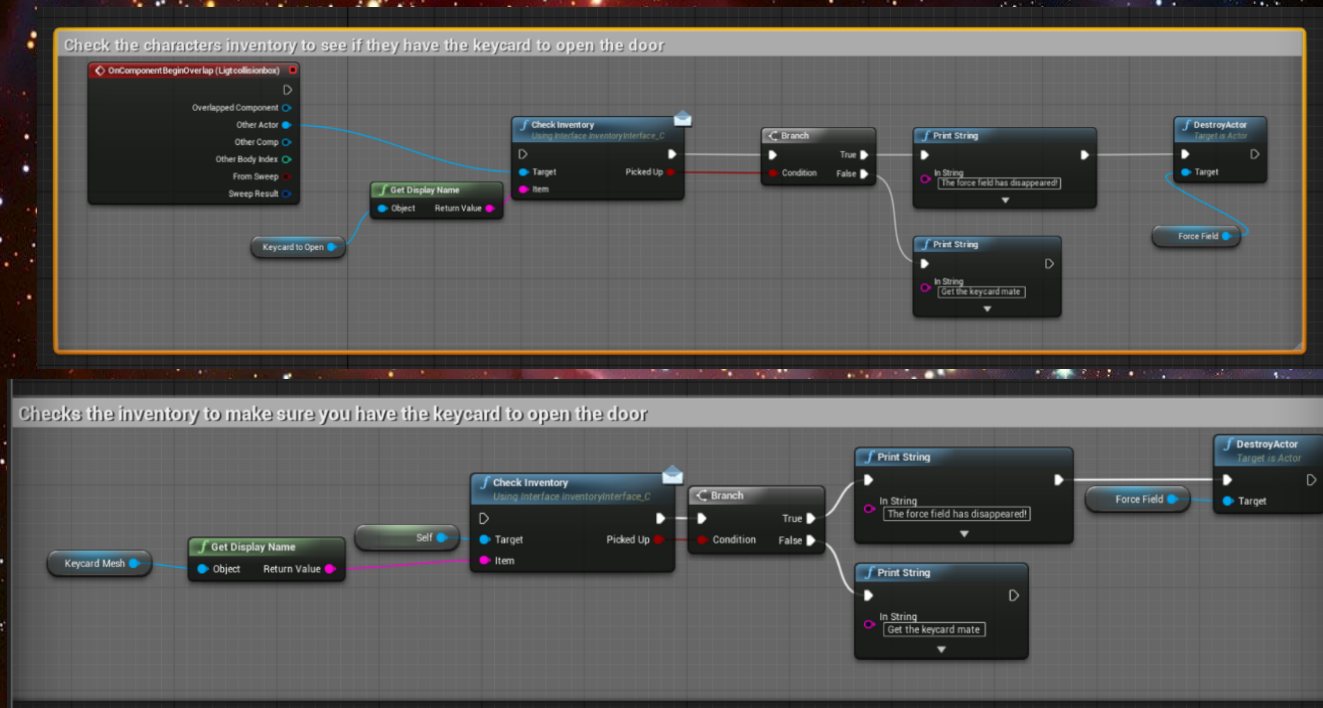 Check the characters inventory to see if they have the keycard to open the door
OnComponentBeginOverlap (Ligtcollisionbox)
Overlapped Component
Other Actor
Other Comp
Other Body Index
From Sweep
Sweep Result
Keycard to Open
Get Display Name
Object Return Value
Check Inventory
Using Interface InventoryInterface_C
Target Picked Up
Item
Branch
True
Condition False
Print String
In String
The force field has disappeared!
Print String
In String
Get the keycard mate
DestroyActor
Target is Actor
Target
Force Field
Checks the inventory to make sure you have the keycard to open the door
Keycard Mesh
Get Display Name
Object Return Value
Self
Check Inventory
Using Interface InventoryInterface_C
Target Picked Up
Item
Branch
True
Condition False
Print String
In String
The force field has disappeared!
Print String
In String
Get the keycard mate
Force Field
DestroyActor
Target is Actor
Target